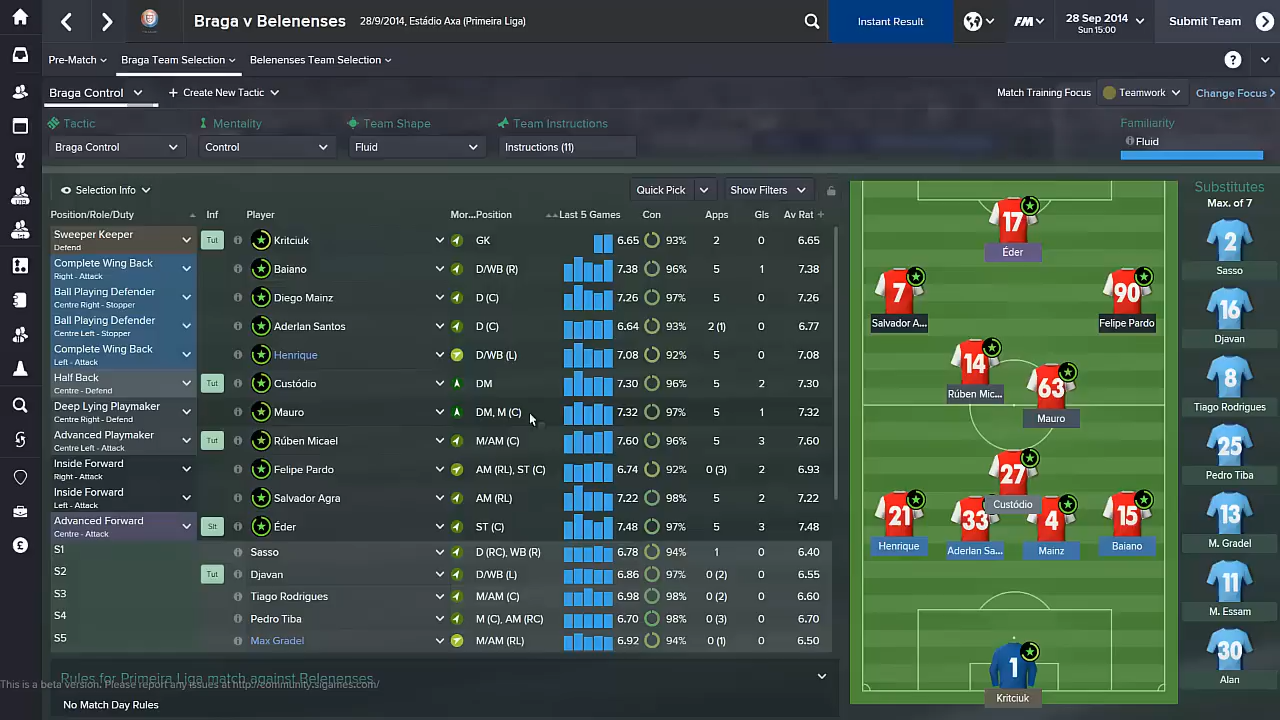 Braga v Belenenses 28/9/2014, Estádio Axa (Primeira Liga)
Instant Result
FM
28 Sep 2014
Sun 15:00
Submit Team
Pre-Match Braga Team Selection Belenenses Team Selection
Braga Control + Create New Tactic
Match Training Focus Teamwork Change Focus >
Tactic Mentality Team Shape Team Instructions Familiarity
Braga Control Control Fluid Instructions (11) Fluid
Selection Info Quick Pick Show Filters
Position/Role/Duty Inf Player Mor... Position Last 5 Games Con Apps Gls Av Rat
Sweeper Keeper
Defend
Tut Kritciuk GK 6.65 93% 2 0 6.65
Complete Wing Back
Right - Attack
Baiano D/WB (R) 7.38 96% 5 1 7.38
Ball Playing Defender
Centre Right - Stopper
Diego Mainz D (C) 7.26 97% 5 0 7.26
Ball Playing Defender
Centre Left - Stopper
Aderlan Santos D (C) 6.64 93% 2 (1) 0 6.77
Complete Wing Back
Left - Attack
Henrique D/WB (L) 7.08 92% 5 0 7.08
Half Back
Centre - Defend
Tut Custódio DM 7.30 96% 5 2 7.30
Deep Lying Playmaker
Centre Right - Defend
Mauro DM, M (C) 7.32 97% 5 1 7.32
Advanced Playmaker
Centre Left - Attack
Tut Rúben Micael M/AM (C) 7.60 96% 5 3 7.60
Inside Forward
Right - Attack
Felipe Pardo AM (RL), ST (C) 6.74 92% 0 (3) 2 6.93
Inside Forward
Left - Attack
Salvador Agra AM (RL) 7.22 98% 5 2 7.22
Advanced Forward
Centre - Attack
Slt Éder ST (C) 7.48 97% 5 3 7.48
S1 Sasso D (RC), WB (R) 6.78 94% 1 0 6.40
S2 Tut Djavan D/WB (L) 6.86 97% 0 (2) 0 6.55
S3 Tiago Rodrigues M/AM (C) 6.98 98% 0 (2) 0 6.60
S4 Pedro Tiba M (C), AM (RC) 6.70 98% 0 (3) 0 6.70
S5 Max Gradel M/AM (RL) 6.92 94% 0 (1) 0 6.50
Rules for Primeira Liga match against Belenenses
This is a beta version. Please report any issues at http://community.sigames.com/
No Match Day Rules
17
Éder
7
Salvador A...
90
Felipe Pardo
14
Rúben Mic...
63
Mauro
27
Custódio
21
Henrique
33
Aderlan Sa...
4
Mainz
15
Baiano
1
Kritciuk
Substitutes
Max. of 7
2
Sasso
16
Djavan
8
Tiago Rodrigues
25
Pedro Tiba
13
M. Gradel
11
M. Essam
30
Alan